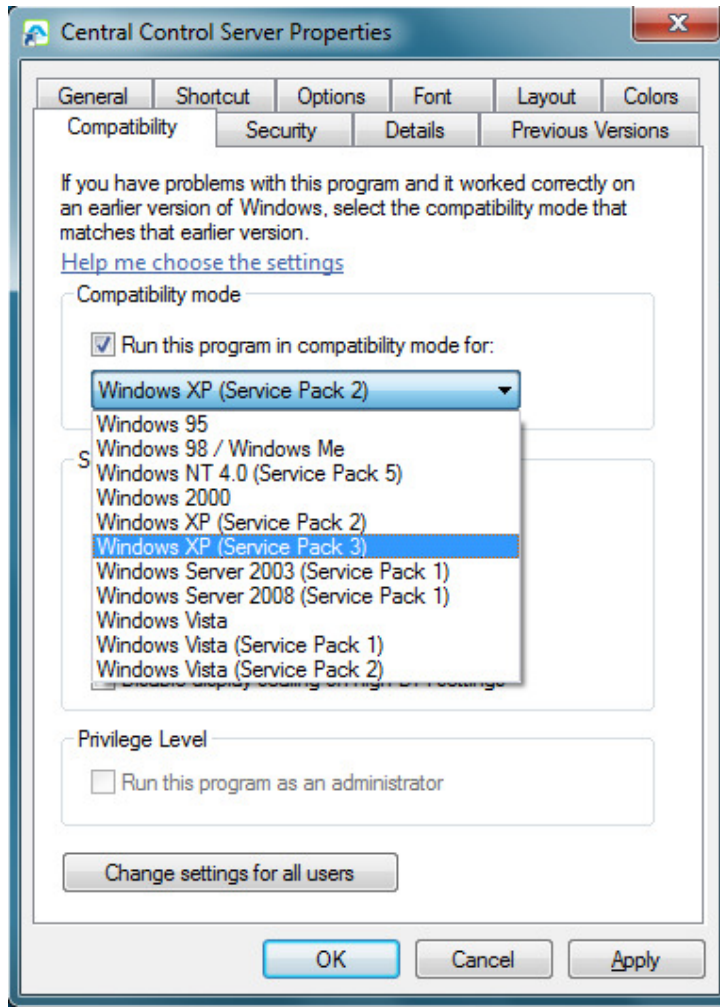 Central Control Server Properties
General Shortcut Options Font Layout Colors
Compatibility Security Details Previous Versions
If you have problems with this program and it worked correctly on
an earlier version of Windows, select the compatibility mode that
matches that earlier version.
Help me choose the settings
Compatibility mode
Run this program in compatibility mode for:
Windows XP (Service Pack 2)
Windows 95
Windows 98 / Windows Me
Windows NT 4.0 (Service Pack 5)
Windows 2000
Windows XP (Service Pack 2)
Windows XP (Service Pack 3)
Windows Server 2003 (Service Pack 1)
Windows Server 2008 (Service Pack 1)
Windows Vista
Windows Vista (Service Pack 1)
Windows Vista (Service Pack 2)
Privilege Level
Run this program as an administrator
Change settings for all users
OK Cancel Apply